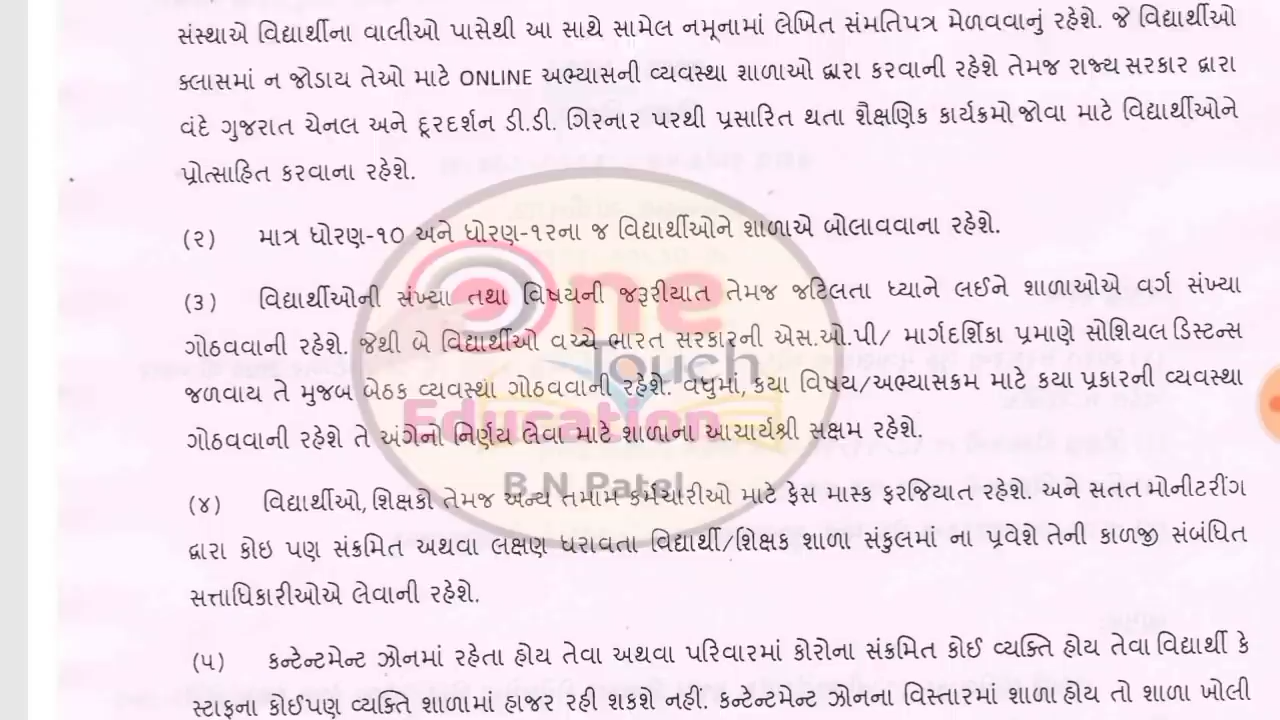 સંસ્થાએ વિદ્યાર્થીના વાલીઓ પાસેથી આ સાથે સામેલ નમૂનામાં લેખિત સંમતિપત્ર મેળવવાનું રહેશે. જે વિદ્યાર્થીઓ
ક્લાસમાં ન જોડાય તેઓ માટે ONLINE અભ્યાસની વ્યવસ્થા શાળાઓ દ્વારા કરવાની રહેશે તેમજ રાજ્ય સરકાર દ્વારા
વંદે ગુજરાત ચેનલ અને દૂરદર્શન ડી.ડી. ગિરનાર પરથી પ્રસારિત થતા શૈક્ષણિક કાર્યક્રમો જોવા માટે વિદ્યાર્થીઓને
પ્રોત્સાહિત કરવાના રહેશે.
(૨) માત્ર ધોરણ-૧૦ અને ધોરણ-૧૨ના જ વિદ્યાર્થીઓને શાળાએ બોલાવવાના રહેશે.
(૩) વિદ્યાર્થીઓની સંખ્યા તથા વિષયની જરૂરીયાત તેમજ જટિલતા ધ્યાને લઈને શાળાઓએ વર્ગ સંખ્યા
ગોઠવવાની રહેશે. જેથી બે વિદ્યાર્થીઓ વચ્ચે ભારત સરકારની એસ.ઓ.પી/ માર્ગદર્શિકા પ્રમાણે સોશિયલ ડિસ્ટન્સ
જળવાય તે મુજબ બેઠક વ્યવસ્થા ગોઠવવાની રહેશે. વધુમાં, કયા વિષય/અભ્યાસક્રમ માટે કયા પ્રકારની વ્યવસ્થા
ગોઠવવાની રહેશે તે અંગેનો નિર્ણય લેવા માટે શાળાના આચાર્યશ્રી સક્ષમ રહેશે.
(૪) વિદ્યાર્થીઓ, શિક્ષકો તેમજ અન્ય તમામ કર્મચારીઓ માટે ફેસ માસ્ક ફરજિયાત રહેશે. અને સતત મોનીટરીંગ
દ્વારા કોઇ પણ સંક્રમિત અથવા લક્ષણ ધરાવતા વિદ્યાર્થી/શિક્ષક શાળા સંકુલમાં ના પ્રવેશે તેની કાળજી સંબંધિત
સત્તાધિકારીઓએ લેવાની રહેશે.
(૫) કન્ટેન્ટમેન્ટ ઝોનમાં રહેતા હોય તેવા અથવા પરિવારમાં કોરોના સંક્રમિત કોઈ વ્યક્તિ હોય તેવા વિદ્યાર્થી કે
સ્ટાફના કોઈપણ વ્યક્તિ શાળામાં હાજર રહી શકશે નહીં. કન્ટેન્ટમેન્ટ ઝોનના વિસ્તારમાં શાળા હોય તો શાળા ખોલી
One
Touch
Education
B N Patel